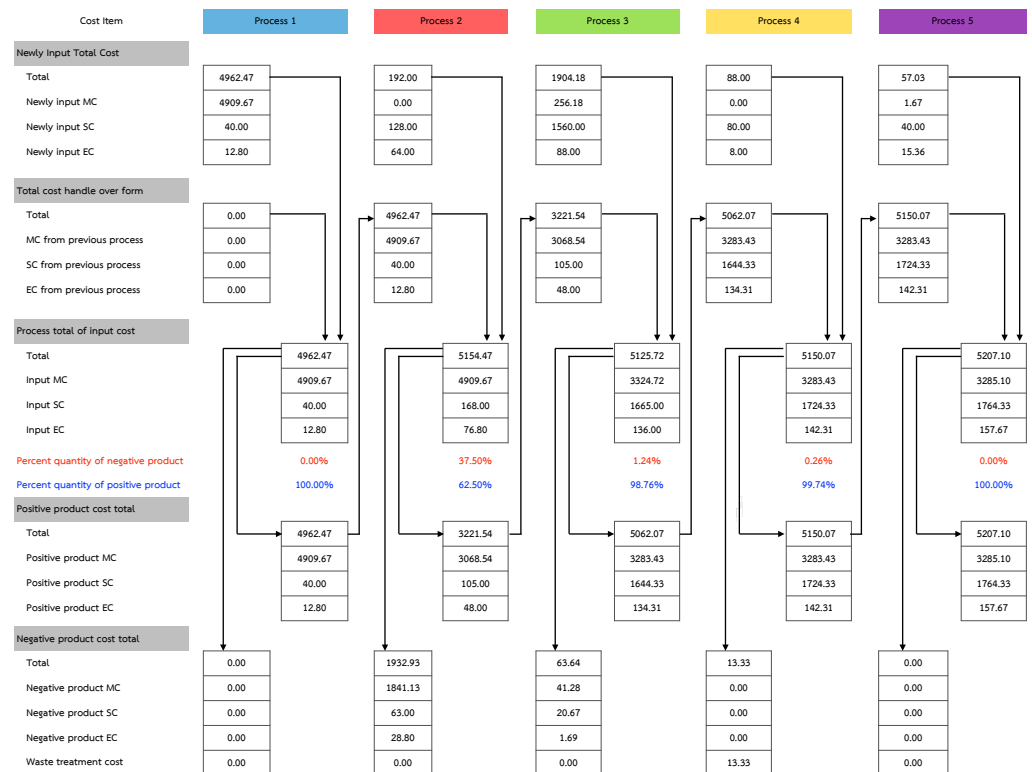 Cost Item Process 1 Process 2 Process 3 Process 4 Process 5
Newly Input Total Cost
Total 4962.47 192.00 1904.18 88.00 57.03
Newly input MC 4909.67 0.00 256.18 0.00 1.67
Newly input SC 40.00 128.00 1560.00 80.00 40.00
Newly input EC 12.80 64.00 88.00 8.00 15.36
Total cost handle over form
Total 0.00 4962.47 3221.54 5062.07 5150.07
MC from previous process 0.00 4909.67 3068.54 3283.43 3283.43
SC from previous process 0.00 40.00 105.00 1644.33 1724.33
EC from previous process 0.00 12.80 48.00 134.31 142.31
Process total of input cost
Total 4962.47 5154.47 5125.72 5150.07 5207.10
Input MC 4909.67 4909.67 3324.72 3283.43 3285.10
Input SC 40.00 168.00 1665.00 1724.33 1764.33
Input EC 12.80 76.80 136.00 142.31 157.67
Percent quantity of negative product 0.00% 37.50% 1.24% 0.26% 0.00%
Percent quantity of positive product 100.00% 62.50% 98.76% 99.74% 100.00%
Positive product cost total
Total 4962.47 3221.54 5062.07 5150.07 5207.10
Positive product MC 4909.67 3068.54 3283.43 3283.43 3285.10
Positive product SC 40.00 105.00 1644.33 1724.33 1764.33
Positive product EC 12.80 48.00 134.31 142.31 157.67
Negative product cost total
Total 0.00 1932.93 63.64 13.33 0.00
Negative product MC 0.00 1841.13 41.28 0.00 0.00
Negative product SC 0.00 63.00 20.67 0.00 0.00
Negative product EC 0.00 28.80 1.69 0.00 0.00
Waste treatment cost 0.00 0.00 0.00 13.33 0.00